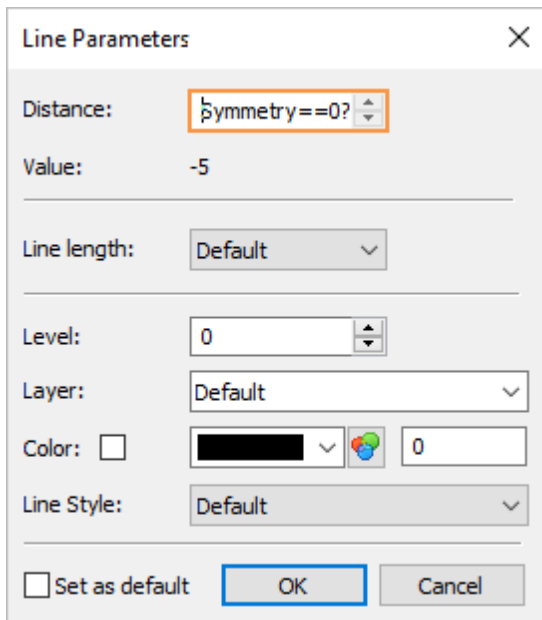 Line Parameters
Distance: Symmetry==0?
Value: -5
Line length: Default
Level: 0
Layer: Default
Color: 0
Line Style: Default
Set as default OK Cancel